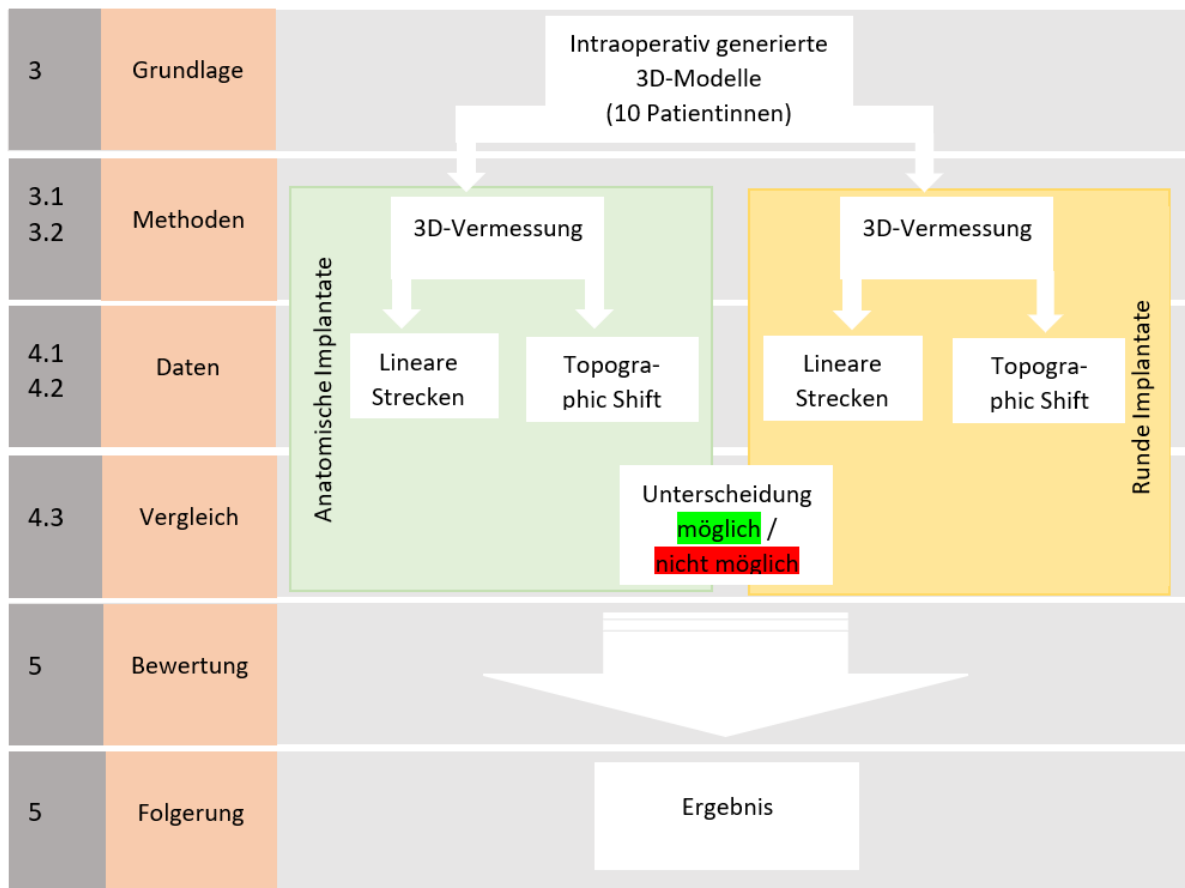 3
Grundlage
Intraoperativ generierte
3D-Modelle
(10 Patientinnen)
3.1
3.2
Methoden
3D-Vermessung
3D-Vermessung
Anatomische Implantate
Runde Implantate
4.1
4.2
Daten
Lineare
Strecken
Topogra-
phic Shift
Lineare
Strecken
Topogra-
phic Shift
4.3
Vergleich
Unterscheidung
möglich /
nicht möglich
5
Bewertung
5
Folgerung
Ergebnis